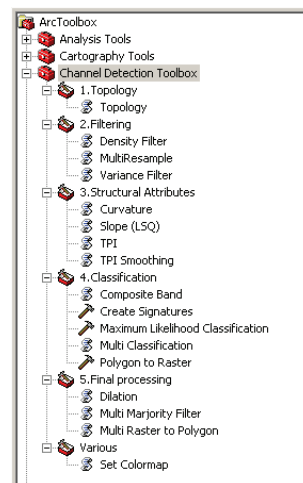 ArcToolbox
Analysis Tools
Cartography Tools
Channel Detection Toolbox
1.Topology
Topology
2.Filtering
Density Filter
MultiResample
Variance Filter
3.Structural Attributes
Curvature
Slope (LSQ)
TPI
TPI Smoothing
4.Classification
Composite Band
Create Signatures
Maximum Likelihood Classification
Multi Classification
Polygon to Raster
5.Final processing
Dilation
Multi Marjority Filter
Multi Raster to Polygon
Various
Set Colormap